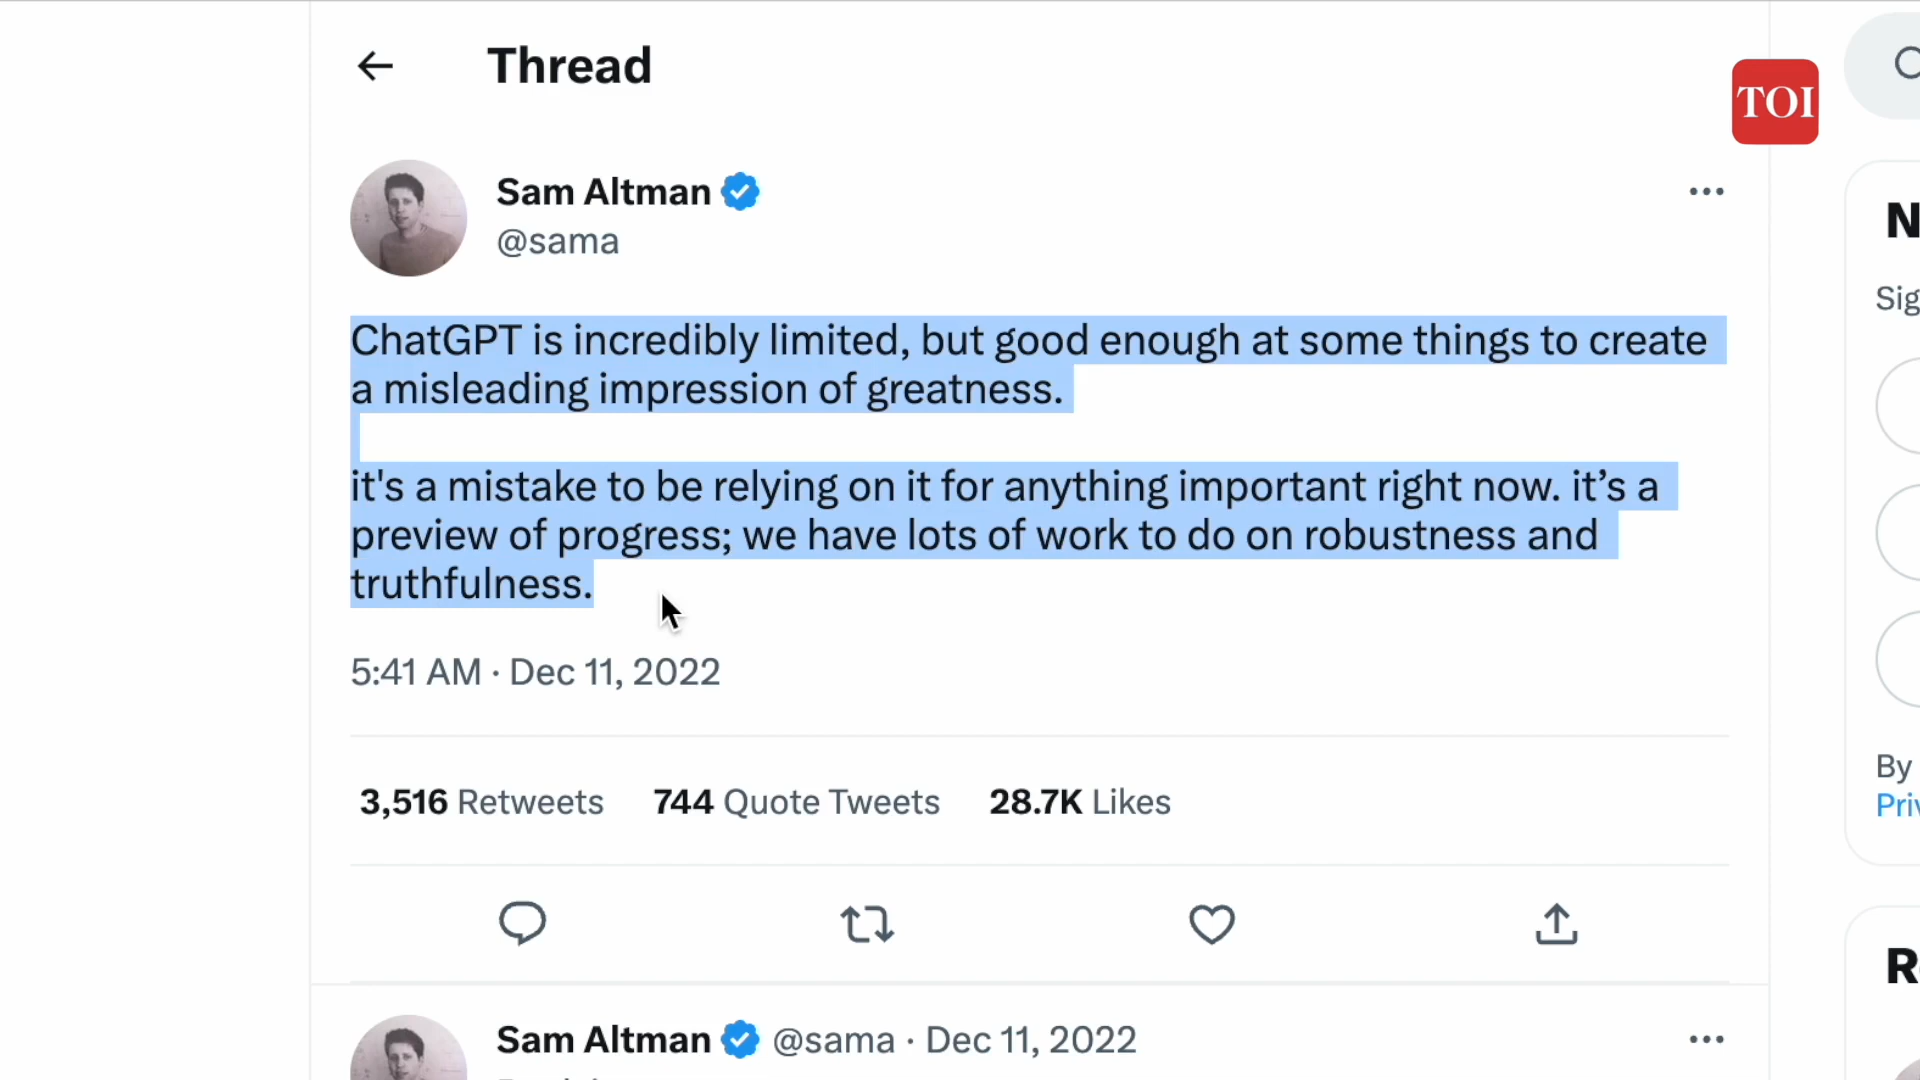 Thread
TOI
Sam Altman
@sama
ChatGPT is incredibly limited, but good enough at some things to create
a misleading impression of greatness.
it's a mistake to be relying on it for anything important right now. it’s a
preview of progress; we have lots of work to do on robustness and
truthfulness.
5:41 AM · Dec 11, 2022
3,516 Retweets 744 Quote Tweets 28.7K Likes
Sam Altman @sama · Dec 11, 2022
By